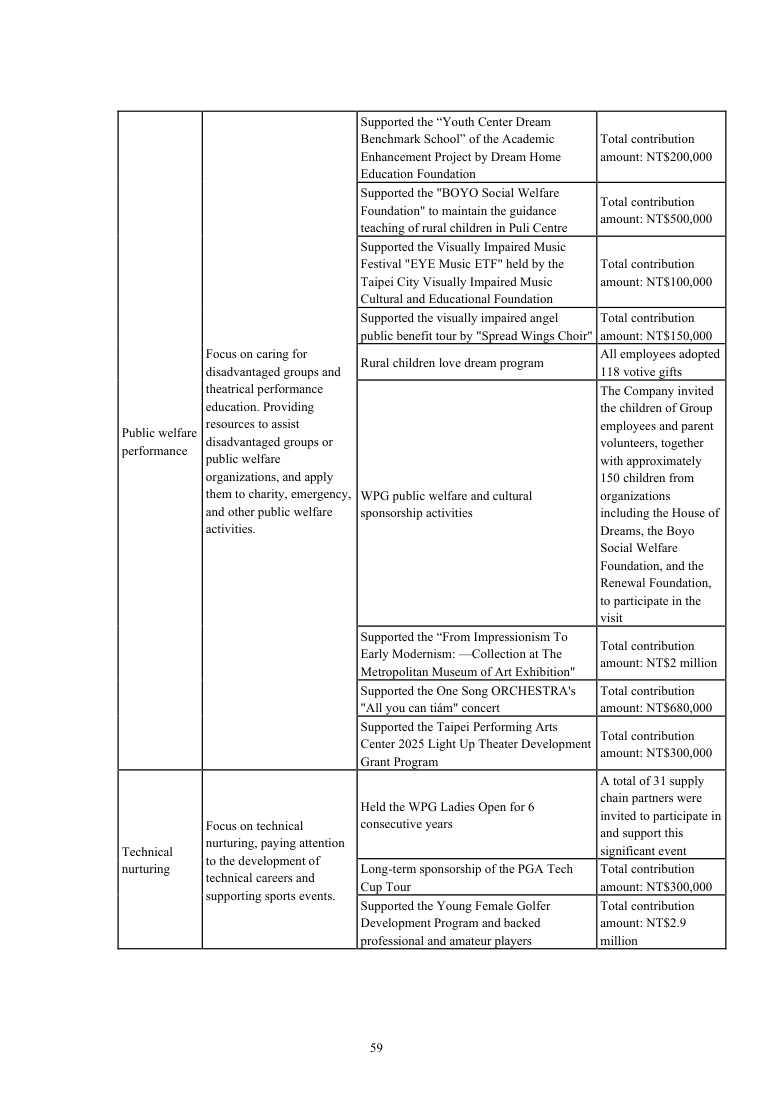 Public welfare
performance
Focus on caring for
disadvantaged groups and
theatrical performance
education. Providing
resources to assist
disadvantaged groups or
public welfare
organizations, and apply
them to charity, emergency,
and other public welfare
activities.
Supported the “Youth Center Dream
Benchmark School” of the Academic
Enhancement Project by Dream Home
Education Foundation
Total contribution
amount: NT$200,000
Supported the "BOYO Social Welfare
Foundation" to maintain the guidance
teaching of rural children in Puli Centre
Total contribution
amount: NT$500,000
Supported the Visually Impaired Music
Festival "EYE Music ETF" held by the
Taipei City Visually Impaired Music
Cultural and Educational Foundation
Total contribution
amount: NT$100,000
Supported the visually impaired angel
public benefit tour by "Spread Wings Choir"
Total contribution
amount: NT$150,000
Rural children love dream program
All employees adopted
118 votive gifts
WPG public welfare and cultural
sponsorship activities
The Company invited
the children of Group
employees and parent
volunteers, together
with approximately
150 children from
organizations
including the House of
Dreams, the Boyo
Social Welfare
Foundation, and the
Renewal Foundation,
to participate in the
visit
Supported the “From Impressionism To
Early Modernism: —Collection at The
Metropolitan Museum of Art Exhibition"
Total contribution
amount: NT$2 million
Supported the One Song ORCHESTRA's
"All you can tiám" concert
Total contribution
amount: NT$680,000
Supported the Taipei Performing Arts
Center 2025 Light Up Theater Development
Grant Program
Total contribution
amount: NT$300,000
Technical
nurturing
Focus on technical
nurturing, paying attention
to the development of
technical careers and
supporting sports events.
Held the WPG Ladies Open for 6
consecutive years
A total of 31 supply
chain partners were
invited to participate in
and support this
significant event
Long-term sponsorship of the PGA Tech
Cup Tour
Total contribution
amount: NT$300,000
Supported the Young Female Golfer
Development Program and backed
professional and amateur players
Total contribution
amount: NT$2.9
million
59